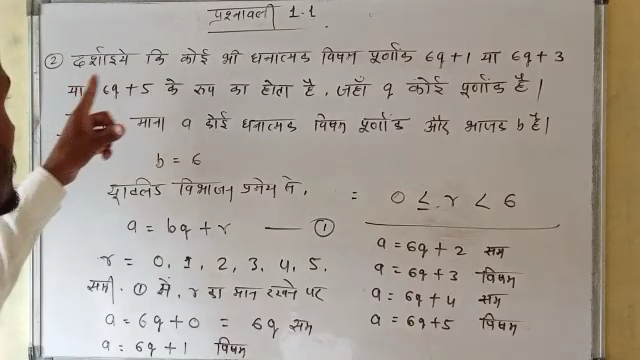 प्रश्नावली 1.1
② दर्शाइये कि कोई भी धनात्मक विषम पूर्णांक 6q+1 या 6q+3
या 6q+5 के रूप का होता है, जहाँ q कोई पूर्णांक है।
माना a कोई धनात्मक विषम पूर्णांक और भाजक b है।
b = 6
यूक्लिड विभाजन प्रमेय से,
= 0 ≤ r < 6
a = bq + r — ①
r = 0, 1, 2, 3, 4, 5.
समी. ① में, r का मान रखने पर
a = 6q + 0 = 6q सम
a = 6q + 1 विषम
a = 6q + 2 सम
a = 6q + 3 विषम
a = 6q + 4 सम
a = 6q + 5 विषम